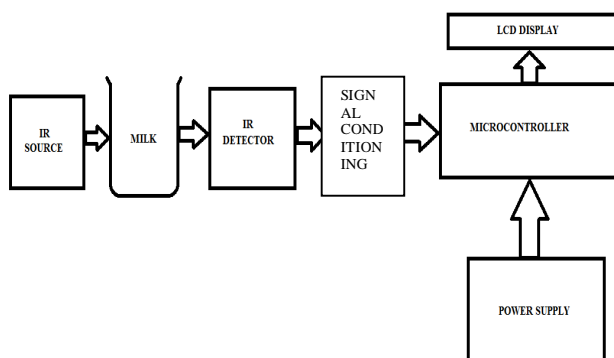 LCD DISPLAY
IR
SOURCE
MILK
IR
DETECTOR
SIGN
AL
COND
ITION
ING
MICROCONTROLLER
POWER SUPPLY